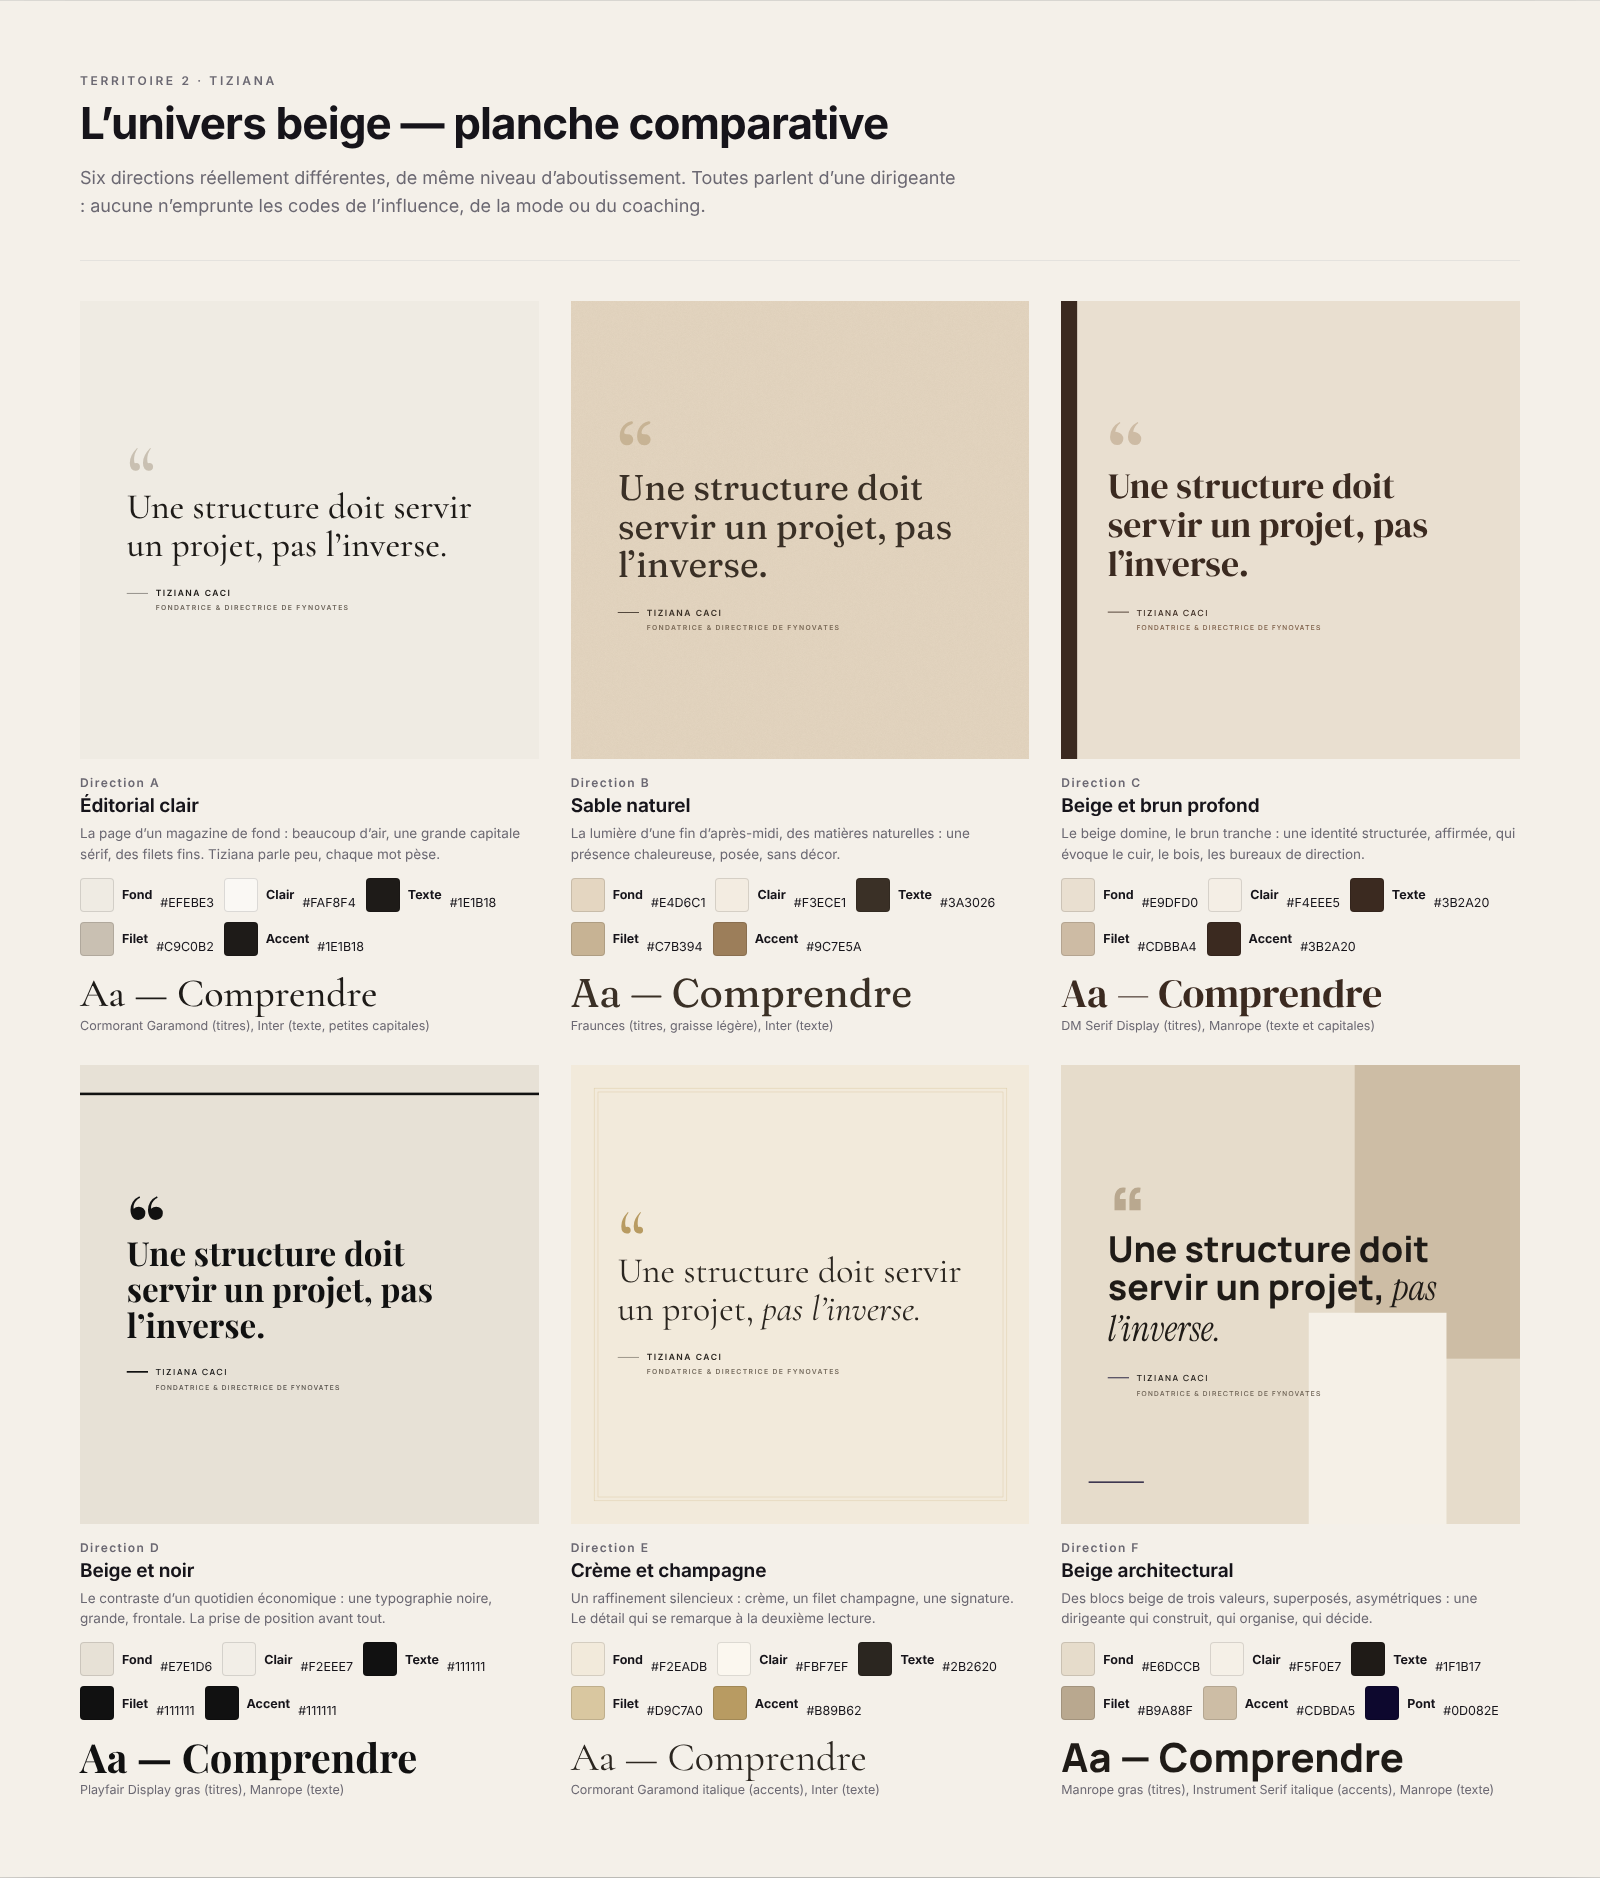 TERRITOIRE 2 · TIZIANA
L’univers beige — planche comparative
Six directions réellement différentes, de même niveau d’aboutissement. Toutes parlent d’une dirigeante
: aucune n’emprunte les codes de l’influence, de la mode ou du coaching.
“
Une structure doit servir
un projet, pas l’inverse.
— TIZIANA CACI
FONDATRICE & DIRECTRICE DE FYNOVATES
Direction A
Éditorial clair
La page d’un magazine de fond : beaucoup d’air, une grande capitale
sérif, des filets fins. Tiziana parle peu, chaque mot pèse.
Fond #EFEBE3 Clair #FAF8F4 Texte #1E1B18
Filet #C9C0B2 Accent #1E1B18
Aa — Comprendre
Cormorant Garamond (titres), Inter (texte, petites capitales)
“
Une structure doit
servir un projet, pas
l’inverse.
— TIZIANA CACI
FONDATRICE & DIRECTRICE DE FYNOVATES
Direction B
Sable naturel
La lumière d’une fin d’après-midi, des matières naturelles : une
présence chaleureuse, posée, sans décor.
Fond #E4D6C1 Clair #F3ECE1 Texte #3A3026
Filet #C7B394 Accent #9C7E5A
Aa — Comprendre
Fraunces (titres, graisse légère), Inter (texte)
“
Une structure doit
servir un projet, pas
l’inverse.
— TIZIANA CACI
FONDATRICE & DIRECTRICE DE FYNOVATES
Direction C
Beige et brun profond
Le beige domine, le brun tranche : une identité structurée, affirmée, qui
évoque le cuir, le bois, les bureaux de direction.
Fond #E9DFD0 Clair #F4EEE5 Texte #3B2A20
Filet #CDBBA4 Accent #3B2A20
Aa — Comprendre
DM Serif Display (titres), Manrope (texte et capitales)
“
Une structure doit
servir un projet, pas
l’inverse.
— TIZIANA CACI
FONDATRICE & DIRECTRICE DE FYNOVATES
Direction D
Beige et noir
Le contraste d’un quotidien économique : une typographie noire,
grande, frontale. La prise de position avant tout.
Fond #E7E1D6 Clair #F2EEE7 Texte #111111
Filet #111111 Accent #111111
Aa — Comprendre
Playfair Display gras (titres), Manrope (texte)
“
Une structure doit servir
un projet, pas l’inverse.
— TIZIANA CACI
FONDATRICE & DIRECTRICE DE FYNOVATES
Direction E
Crème et champagne
Un raffinement silencieux : crème, un filet champagne, une signature.
Le détail qui se remarque à la deuxième lecture.
Fond #F2EADB Clair #FBF7EF Texte #2B2620
Filet #D9C7A0 Accent #B89B62
Aa — Comprendre
Cormorant Garamond italique (accents), Inter (texte)
“
Une structure doit
servir un projet, pas
l’inverse.
— TIZIANA CACI
FONDATRICE & DIRECTRICE DE FYNOVATES
Direction F
Beige architectural
Des blocs beige de trois valeurs, superposés, asymétriques : une
dirigeante qui construit, qui organise, qui décide.
Fond #E6DCCB Clair #F5F0E7 Texte #1F1B17
Filet #B9A88F Accent #CDBDA5 Pont #0D082E
Aa — Comprendre
Manrope gras (titres), Instrument Serif italique (accents), Manrope (texte)